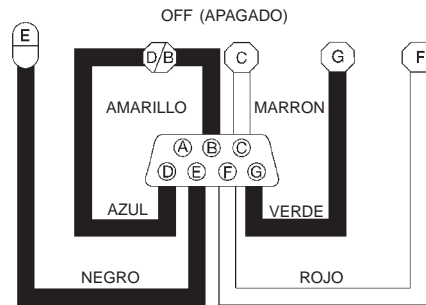 OFF (APAGADO)
E
D/B
C
G
F
AMARILLO
MARRON
A B C
D E F G
AZUL
VERDE
NEGRO
ROJO